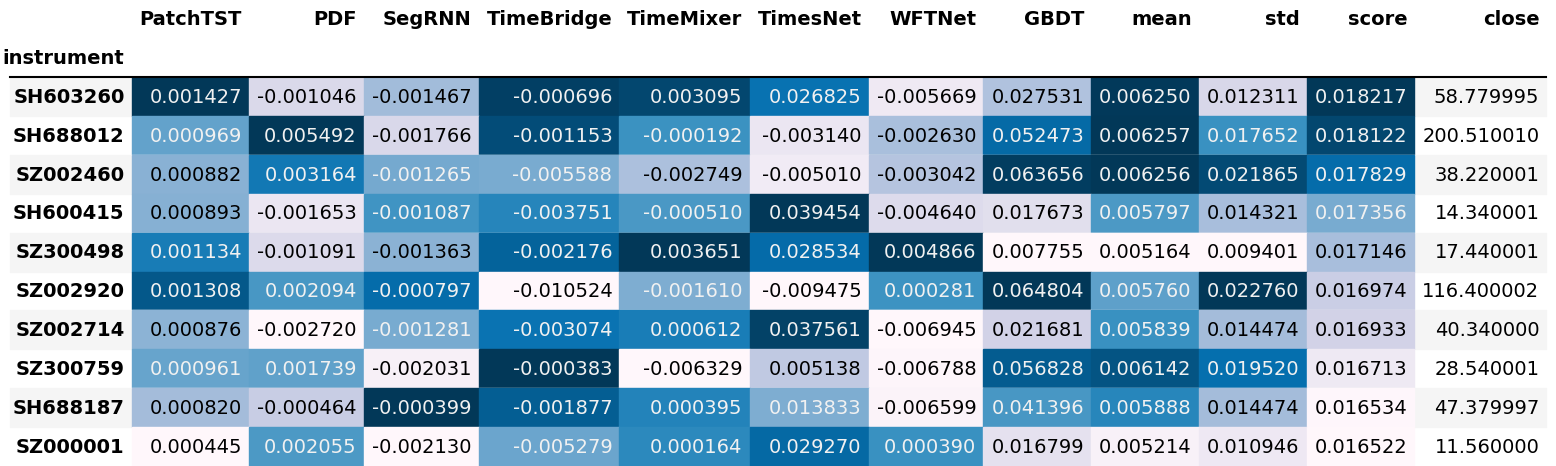 PatchTST PDF SegRNN TimeBridge TimeMixer TimesNet WFTNet GBDT mean std score close
instrument
SH603260 0.001427 -0.001046 -0.001467 -0.000696 0.003095 0.026825 -0.005669 0.027531 0.006250 0.012311 0.018217 58.779995
SH688012 0.000969 0.005492 -0.001766 -0.001153 -0.000192 -0.003140 -0.002630 0.052473 0.006257 0.017652 0.018122 200.510010
SZ002460 0.000882 0.003164 -0.001265 -0.005588 -0.002749 -0.005010 -0.003042 0.063656 0.006256 0.021865 0.017829 38.220001
SH600415 0.000893 -0.001653 -0.001087 -0.003751 -0.000510 0.039454 -0.004640 0.017673 0.005797 0.014321 0.017356 14.340001
SZ300498 0.001134 -0.001091 -0.001363 -0.002176 0.003651 0.028534 0.004866 0.007755 0.005164 0.009401 0.017146 17.440001
SZ002920 0.001308 0.002094 -0.000797 -0.010524 -0.001610 -0.009475 0.000281 0.064804 0.005760 0.022760 0.016974 116.400002
SZ002714 0.000876 -0.002720 -0.001281 -0.003074 0.000612 0.037561 -0.006945 0.021681 0.005839 0.014474 0.016933 40.340000
SZ300759 0.000961 0.001739 -0.002031 -0.000383 -0.006329 0.005138 -0.006788 0.056828 0.006142 0.019520 0.016713 28.540001
SH688187 0.000820 -0.000464 -0.000399 -0.001877 0.000395 0.013833 -0.006599 0.041396 0.005888 0.014474 0.016534 47.379997
SZ000001 0.000445 0.002055 -0.002130 -0.005279 0.000164 0.029270 0.000390 0.016799 0.005214 0.010946 0.016522 11.560000